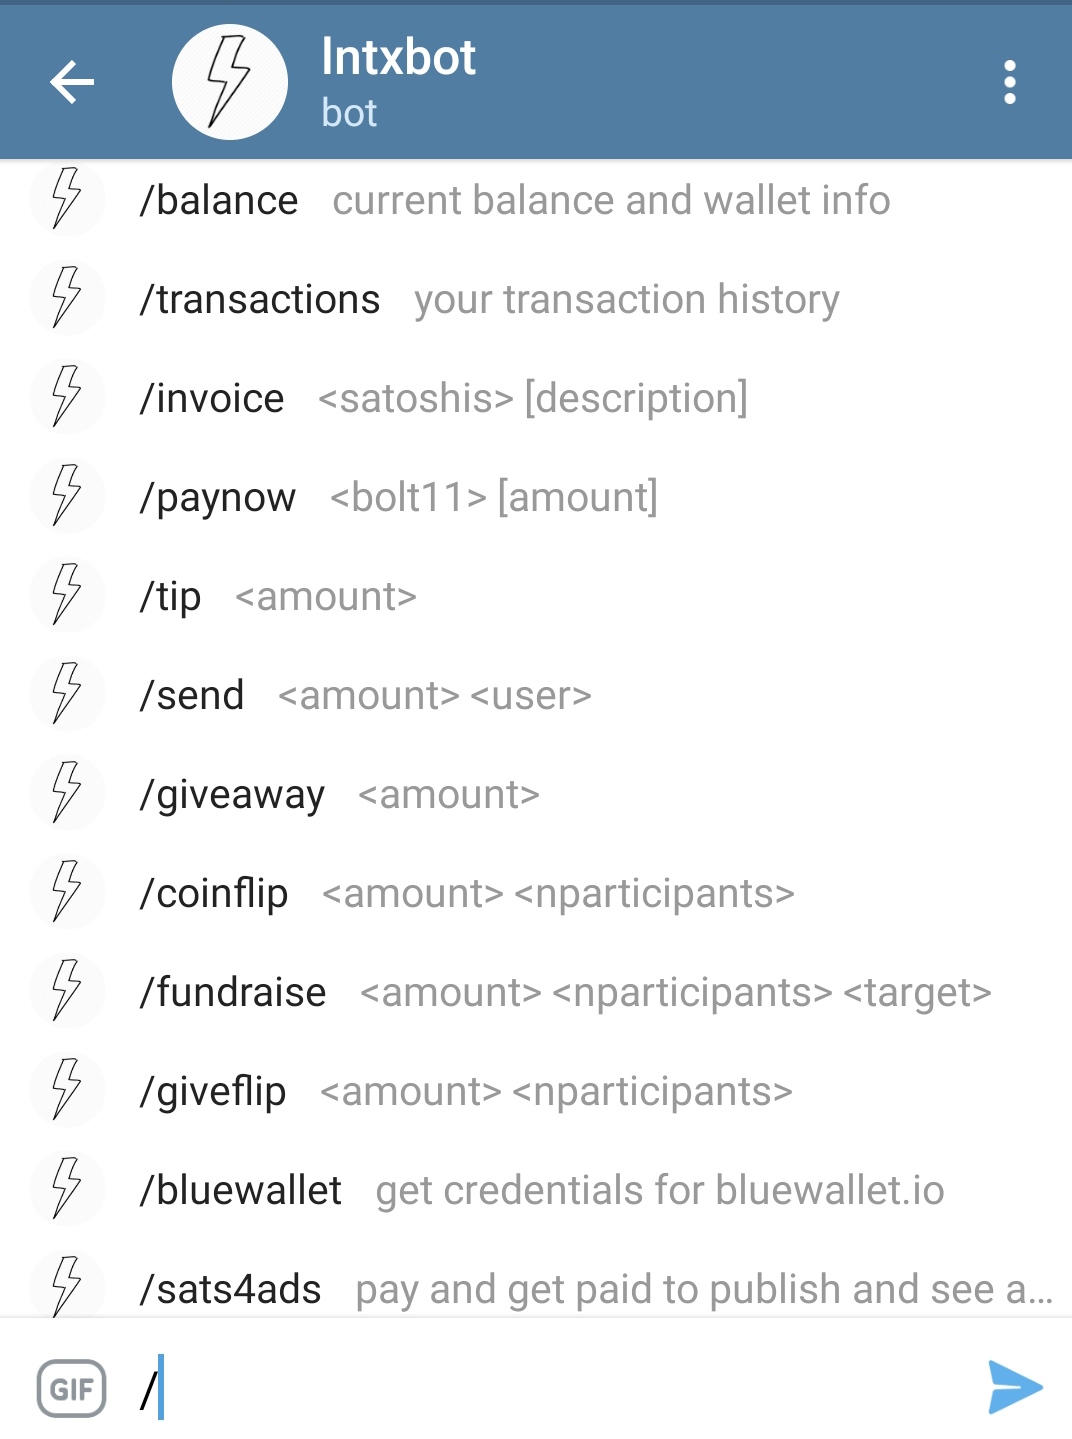 lntxbot
bot
/balance current balance and wallet info
/transactions your transaction history
/invoice <satoshis> [description]
/paynow <bolt11> [amount]
/tip <amount>
/send <amount> <user>
/giveaway <amount>
/coinflip <amount> <nparticipants>
/fundraise <amount> <nparticipants> <target>
/giveflip <amount> <nparticipants>
/bluewallet get credentials for bluewallet.io
/sats4ads pay and get paid to publish and see a...
GIF /